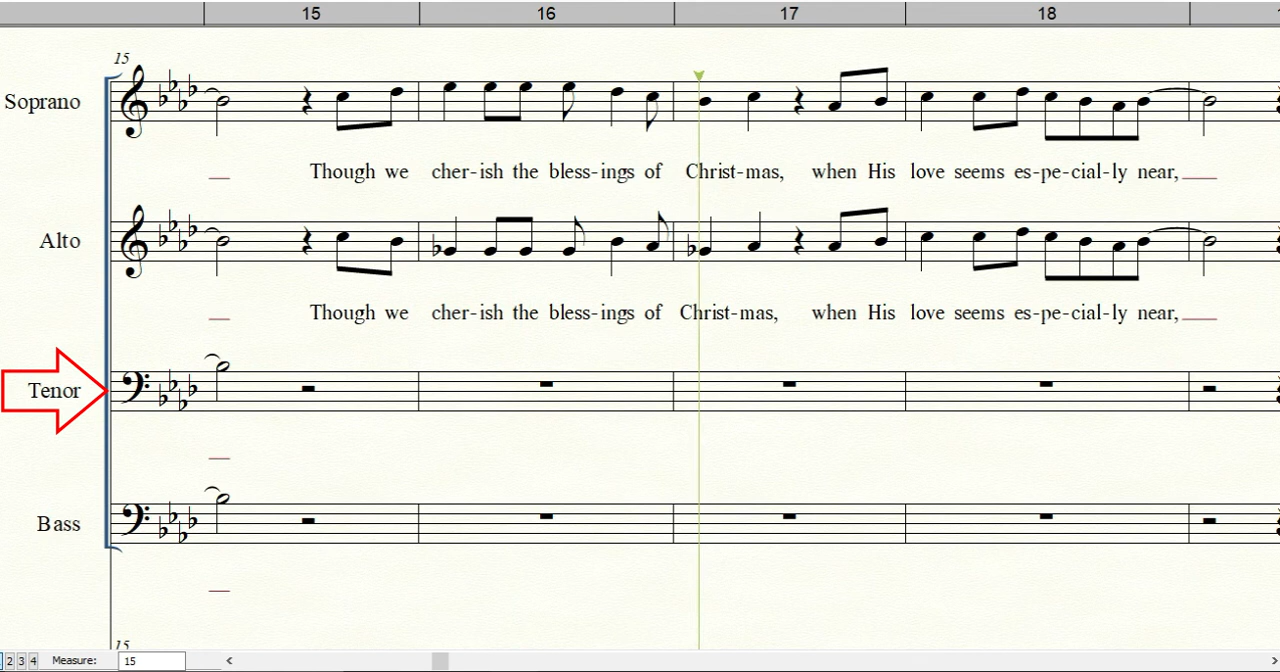 15 16 17 18
15
Soprano
Though we cher-ish the bless-ings of Christ-mas, when His love seems es-pe-cial-ly near,
Alto
Though we cher-ish the bless-ings of Christ-mas, when His love seems es-pe-cial-ly near,
Tenor
Bass
15
2 3 4 Measure: 15